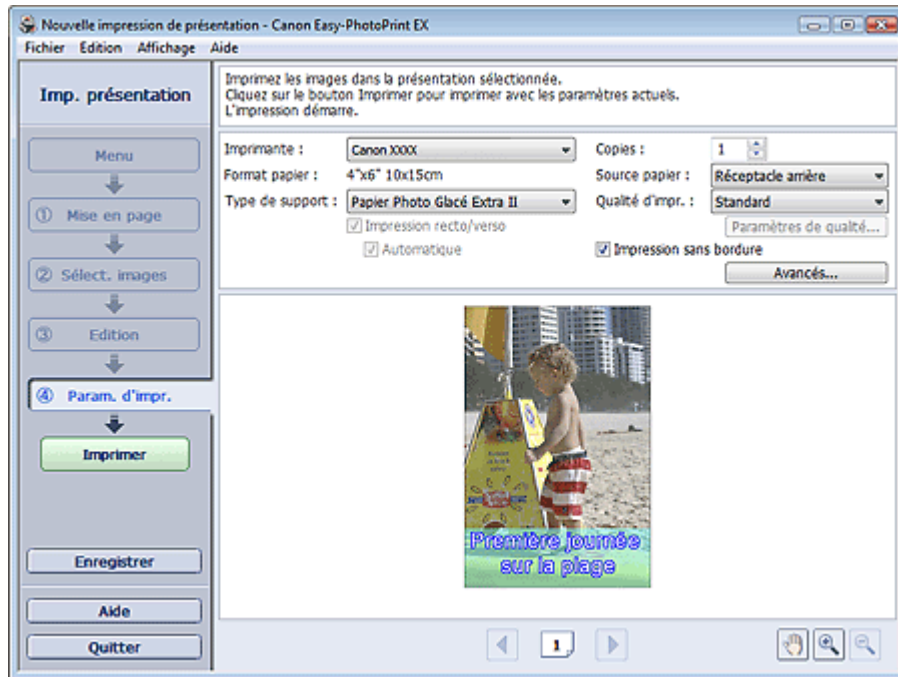 Nouvelle impression de présentation - Canon Easy-PhotoPrint EX
Fichier Édition Affichage Aide
Imp. présentation
Imprimez les images dans la présentation sélectionnée.
Cliquez sur le bouton Imprimer pour imprimer avec les paramètres actuels.
L'impression démarre.
Menu
① Mise en page
② Sélect. images
③ Edition
④ Param. d'impr.
Imprimer
Enregistrer
Aide
Quitter
Imprimante : Canon XXXX Copies : 1
Format papier : 4"x6" 10x15cm Source papier : Réceptacle arrière
Type de support : Papier Photo Glacé Extra II Qualité d'impr. : Standard
Impression recto/verso Paramètres de qualité...
Automatique Impression sans bordure
Avancés...
Première journée
sur la plage
1